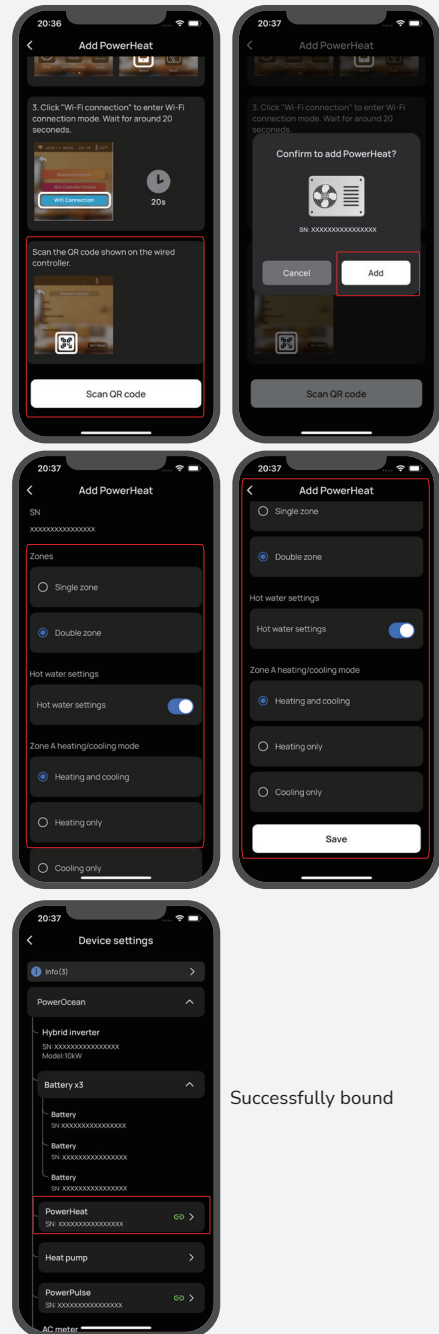 20:36
Add PowerHeat
3. Click "Wi-Fi connection" to enter Wi-Fi
connection mode. Wait for around 20
seconeds.
Wire Controller Version
Wifi Connection
20s
Scan the QR code shown on the wired
controller.
Scan QR code
20:37
Add PowerHeat
3. Click "Wi-Fi connection" to enter Wi-Fi
connection mode. Wait for around 20
seconeds.
Confirm to add PowerHeat?
SN: XXXXXXXXXXXXXXXX
Cancel
Add
Scan QR code
20:37
Add PowerHeat
SN
XXXXXXXXXXXXXXXX
Zones
Single zone
Double zone
Hot water settings
Hot water settings
Zone A heating/cooling mode
Heating and cooling
Heating only
Cooling only
20:37
Add PowerHeat
Single zone
Double zone
Hot water settings
Hot water settings
Zone A heating/cooling mode
Heating and cooling
Heating only
Cooling only
Save
20:37
Device settings
Info(3)
PowerOcean
Hybrid inverter
SN: XXXXXXXXXXXXXXXX
Model:10kW
Battery x3
Battery
SN: XXXXXXXXXXXXXXXX
Battery
SN: XXXXXXXXXXXXXXXX
Battery
SN: XXXXXXXXXXXXXXXX
PowerHeat
SN: XXXXXXXXXXXXXXXX
Heat pump
PowerPulse
SN: XXXXXXXXXXXXXXXX
AC meter
Successfully bound